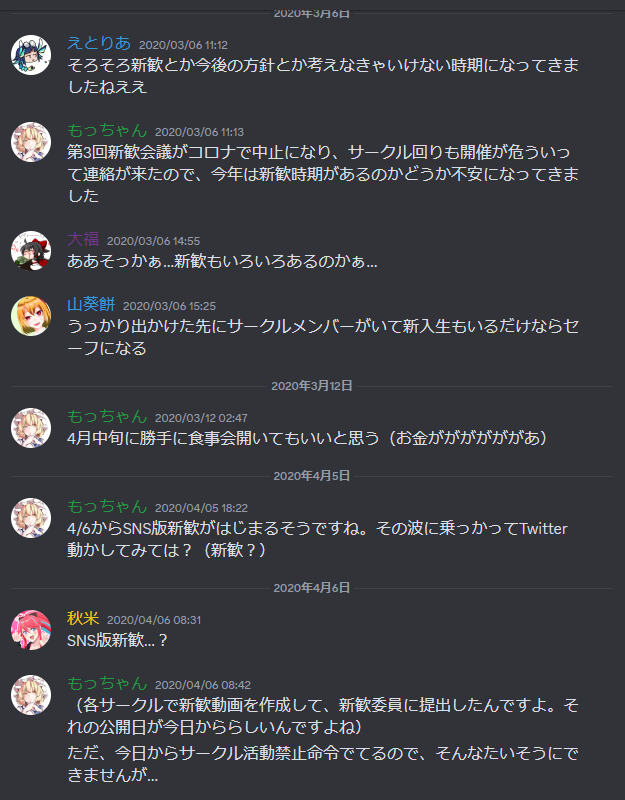 2020年3月6日
えとりあ 2020/03/06 11:12
そろそろ新歓とか今後の方針とか考えなきゃいけない時期になってきま
したねええ
もっちゃん 2020/03/06 11:13
第3回新歓会議がコロナで中止になり、サークル回りも開催が危ういっ
て連絡が来たので、今年は新歓時期があるのかどうか不安になってきま
した
大福 2020/03/06 14:55
ああそっかぁ...新歓もいろいろあるのかぁ...
山葵餅 2020/03/06 15:25
うっかり出かけた先にサークルメンバーがいて新入生もいるだけならセ
ーフになる
2020年3月12日
もっちゃん 2020/03/12 02:47
4月中旬に勝手に食事会開いてもいいと思う（お金がががががががあ）
2020年4月5日
もっちゃん 2020/04/05 18:22
4/6からSNS版新歓がはじまるそうですね。その波に乗っかってTwitter
動かしてみては？（新歓？）
2020年4月6日
秋米 2020/04/06 08:31
SNS版新歓...？
もっちゃん 2020/04/06 08:42
（各サークルで新歓動画を作成して、新歓委員に提出したんですよ。そ
れの公開日が今日かららしいんですよね）
ただ、今日からサークル活動禁止命令でてるので、そんなたいそうにで
きませんが...